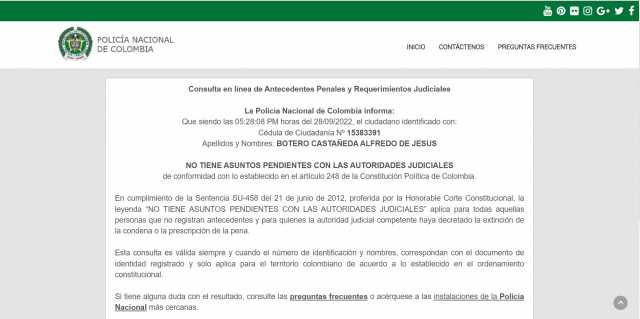 POLICÍA NACIONAL
DE COLOMBIA
INICIO CONTÁCTENOS PREGUNTAS FRECUENTES
Consulta en línea de Antecedentes Penales y Requerimientos Judiciales
La Policía Nacional de Colombia informa:
Que siendo las 05:28:08 PM horas del 28/09/2022, el ciudadano identificado con:
Cédula de Ciudadanía Nº 15383391
Apellidos y Nombres: BOTERO CASTAÑEDA ALFREDO DE JESUS
NO TIENE ASUNTOS PENDIENTES CON LAS AUTORIDADES JUDICIALES
de conformidad con lo establecido en el artículo 248 de la Constitución Política de Colombia.
En cumplimiento de la Sentencia SU-458 del 21 de junio de 2012, proferida por la Honorable Corte Constitucional, la
leyenda “NO TIENE ASUNTOS PENDIENTES CON LAS AUTORIDADES JUDICIALES” aplica para todas aquellas
personas que no registran antecedentes y para quienes la autoridad judicial competente haya decretado la extinción de
la condena o la prescripción de la pena.
Esta consulta es válida siempre y cuando el número de identificación y nombres, correspondan con el documento de
identidad registrado y solo aplica para el territorio colombiano de acuerdo a lo establecido en el ordenamiento
constitucional.
Si tiene alguna duda con el resultado, consulte las preguntas frecuentes o acérquese a las instalaciones de la Policía
Nacional más cercanas.